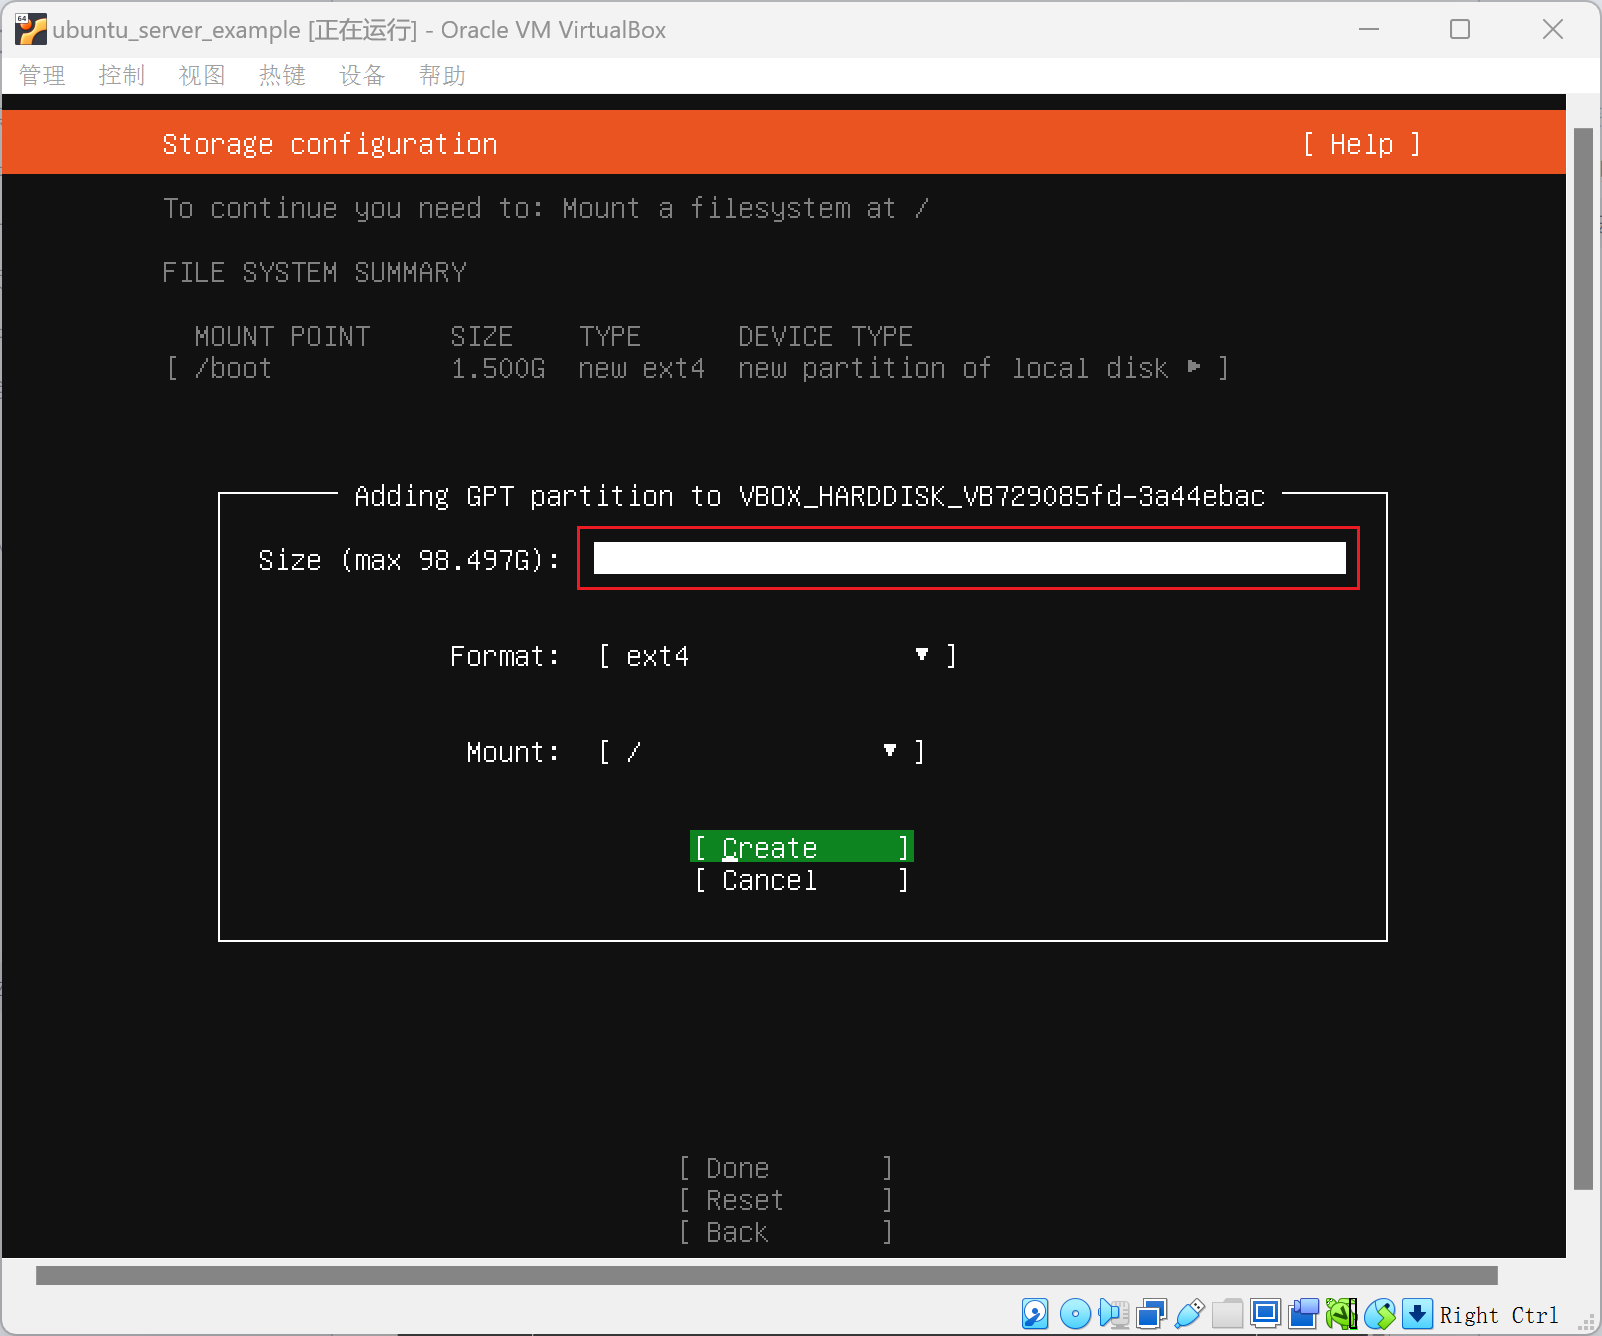 ubuntu_server_example [正在运行] - Oracle VM VirtualBox
管理 控制 视图 热键 设备 帮助
Storage configuration [ Help ]
To continue you need to: Mount a filesystem at /
FILE SYSTEM SUMMARY
MOUNT POINT SIZE TYPE DEVICE TYPE
[ /boot 1.500G new ext4 new partition of local disk ▸ ]
Adding GPT partition to VBOX_HARDDISK_VB729085fd-3a44ebac
Size (max 98.497G):
Format: [ ext4 ▾ ]
Mount: [ / ▾ ]
[ Create ]
[ Cancel ]
[ Done ]
[ Reset ]
[ Back ]
Right Ctrl